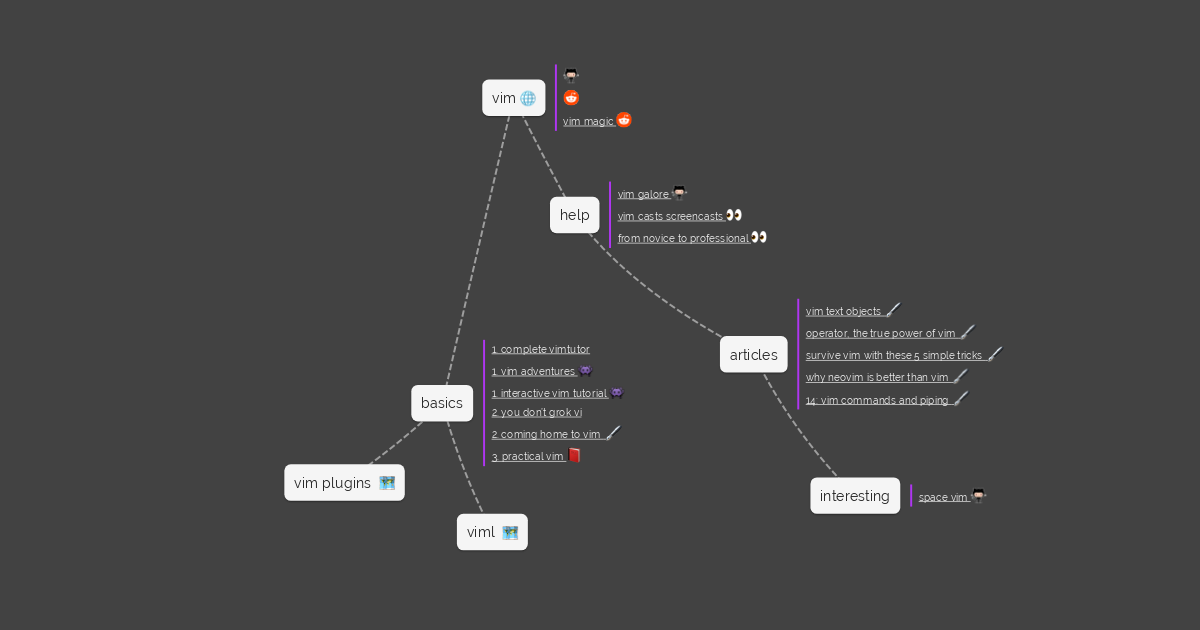 vim
vim magic
help
vim galore
vim casts screencasts
from novice to professional
articles
vim text objects
operator, the true power of vim
survive vim with these 5 simple tricks
why neovim is better than vim
14: vim commands and piping
basics
1 complete vimtutor
1 vim adventures
1 interactive vim tutorial
2 you don't grok vi
2 coming home to vim
3 practical vim
vim plugins
interesting
space vim
viml